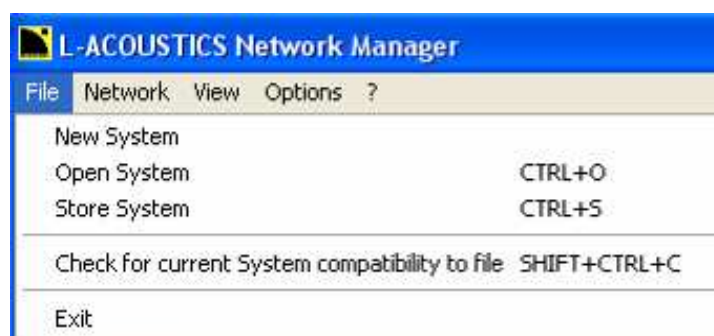 L-ACOUSTICS Network Manager
File Network View Options ?
New System
Open System CTRL+O
Store System CTRL+S
Check for current System compatibility to file SHIFT+CTRL+C
Exit